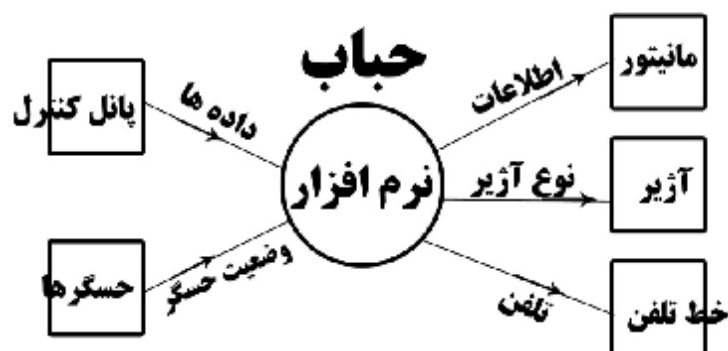 حباب
مانیتور
اطلاعات
پانل کنترل
داده ها
نرم افزار
نوع آژیر
آژیر
حسگرها
وضعیت حسگر
تلفن
خط تلفن